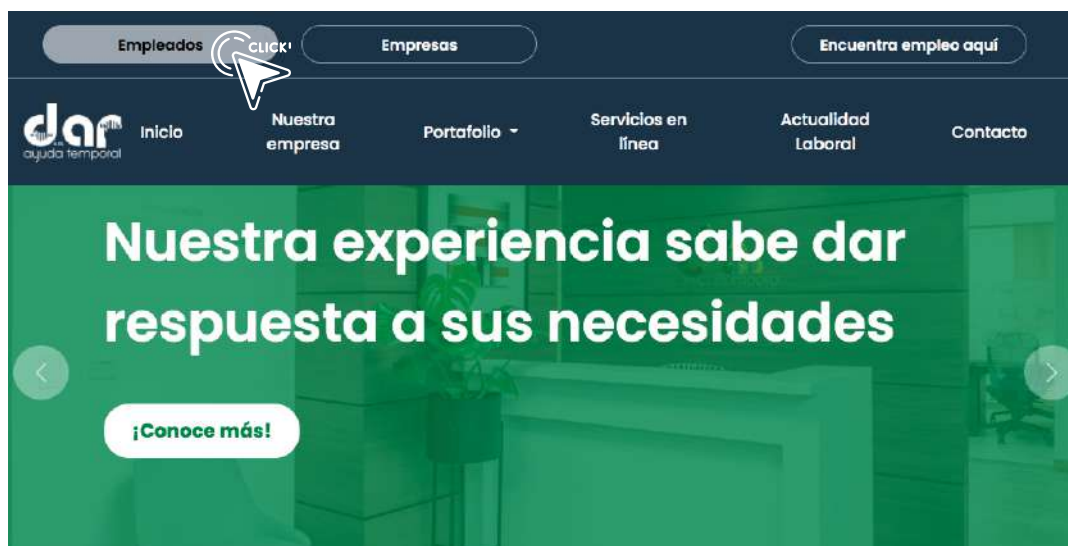 Empleados
CLICK!
Empresas
Encuentra empleo aquí
dar
ayuda temporal
Inicio
Nuestra
empresa
Portafolio
Servicios en
línea
Actualidad
Laboral
Contacto
Nuestra experiencia sabe dar
respuesta a sus necesidades
¡Conoce más!